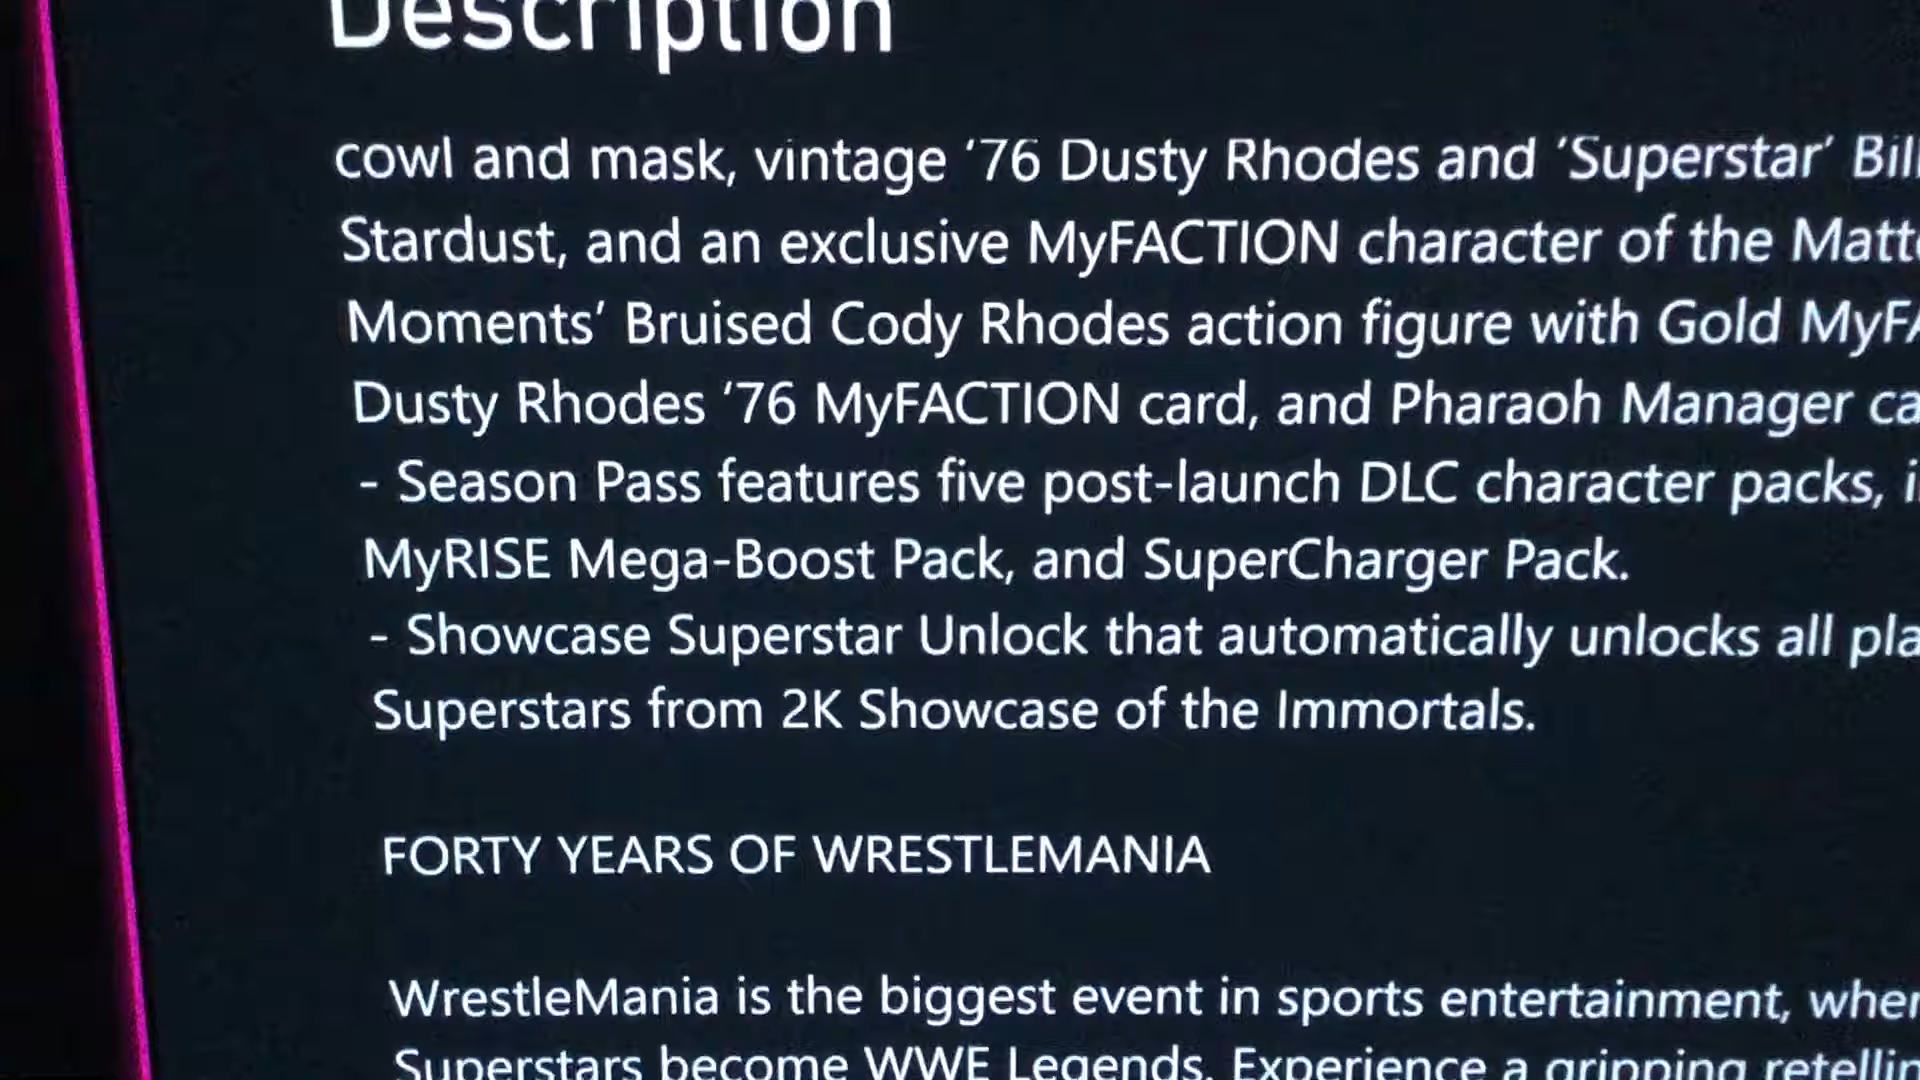 Description
cowl and mask, vintage ‘76 Dusty Rhodes and ‘Superstar’
Stardust, and an exclusive MyFACTION character of the
Moments’ Bruised Cody Rhodes action figure with Gold
Dusty Rhodes ‘76 MyFACTION card, and Pharaoh Manager
- Season Pass features five post-launch DLC character packs,
MyRISE Mega-Boost Pack, and SuperCharger Pack.
- Showcase Superstar Unlock that automatically unlocks all
Superstars from 2K Showcase of the Immortals.
FORTY YEARS OF WRESTLEMANIA
WrestleMania is the biggest event in sports entertainment,
Superstars become WWE Legends. Experience a gripping